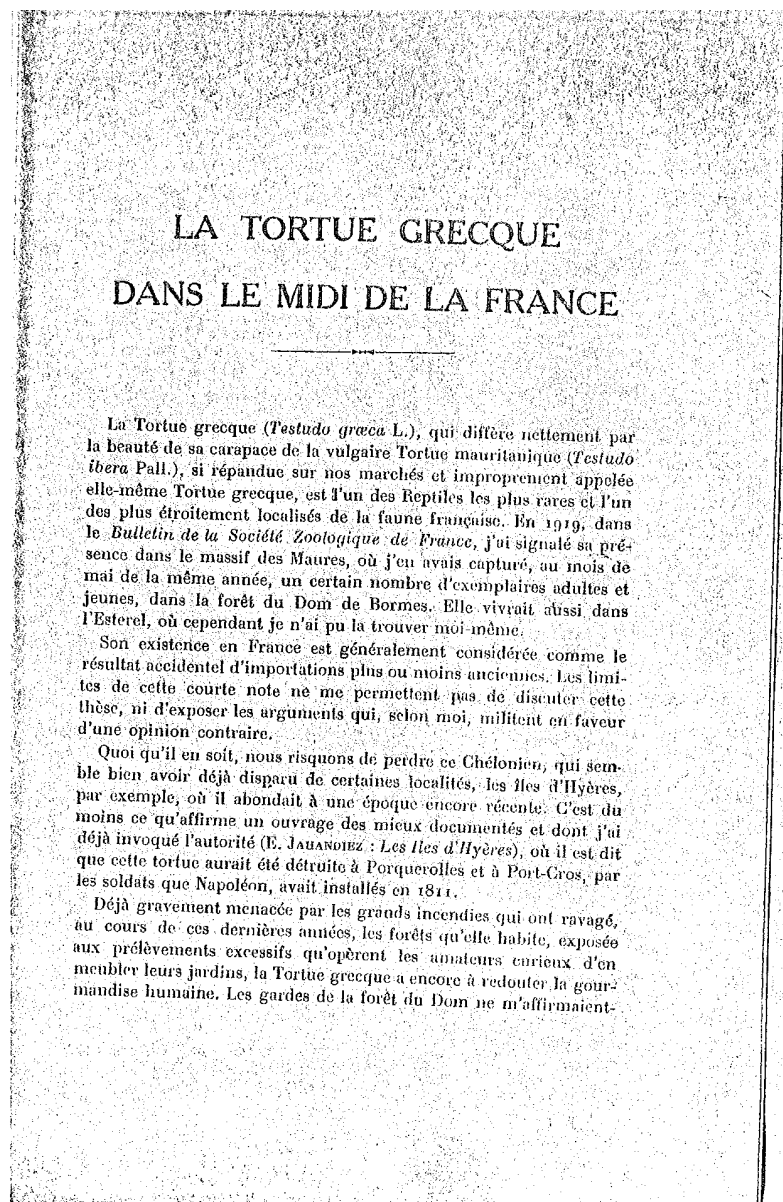 LA TORTUE GRECQUE
DANS LE MIDI DE LA FRANCE
La Tortue grecque (Testudo græca L.), qui diffère nettement par
la beauté de sa carapace de la vulgaire Tortue mauritanique (Testudo
ibera Pall.), si répandue sur nos marchés et improprement appelée
elle-même Tortue grecque, est l'un des Reptiles les plus rares et l'un
des plus étroitement localisés de la faune française. En 1919, dans
le Bulletin de la Société Zoologique de France, j'ai signalé sa pré-
sence dans le massif des Maures, où j'en avais capturé, au mois de
mai de la même année, un certain nombre d'exemplaires adultes et
jeunes, dans la forêt du Dom de Bormes. Elle vivrait aussi dans
l'Esterel, où cependant je n'ai pu la trouver moi-même.
Son existence en France est généralement considérée comme le
résultat accidentel d'importations plus ou moins anciennes. Les limi-
tes de cette courte note ne me permettent pas de discuter cette
thèse, ni d'exposer les arguments qui, selon moi, militent en faveur
d'une opinion contraire.
Quoi qu'il en soit, nous risquons de perdre ce Chélonien, qui sem-
ble bien avoir déjà disparu de certaines localités, les îles d'Hyères,
par exemple, où il abondait à une époque encore récente. C'est du
moins ce qu'affirme un ouvrage des mieux documentés et dont j'ai
déjà invoqué l'autorité (E. JAHANDIEZ : Les Iles d'Hyères), où il est dit
que cette tortue aurait été détruite à Porquerolles et à Port-Cros, par
les soldats que Napoléon, avait installés en 1811.
Déjà gravement menacée par les grands incendies qui ont ravagé,
au cours de ces dernières années, les forêts qu'elle habite, exposée
aux prélèvements excessifs qu'opèrent les amateurs curieux d'en
meubler leurs jardins, la Tortue grecque a encore à redouter la gour-
mandise humaine. Les gardes de la forêt du Dom ne m'affirmaient-